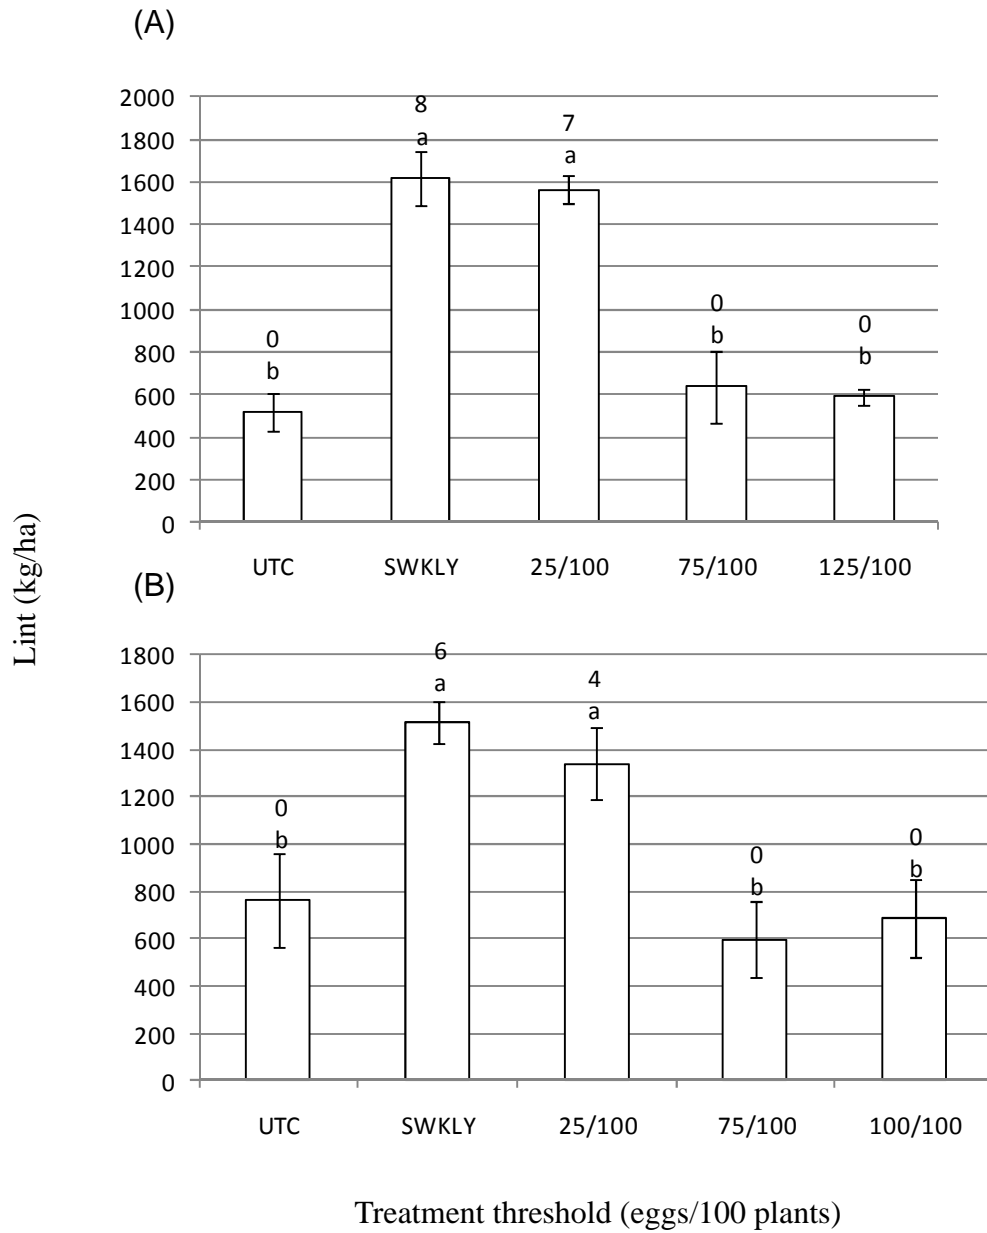 (A)
2000
1800
1600
1400
1200
1000
800
600
400
200
0
8
a
7
a
0
b
0
b
0
b
UTC
SWKLY
25/100
75/100
125/100
Lint (kg/ha)
(B)
1800
1600
1400
1200
1000
800
600
400
200
0
6
a
4
a
0
b
0
b
0
b
UTC
SWKLY
25/100
75/100
100/100
Treatment threshold (eggs/100 plants)